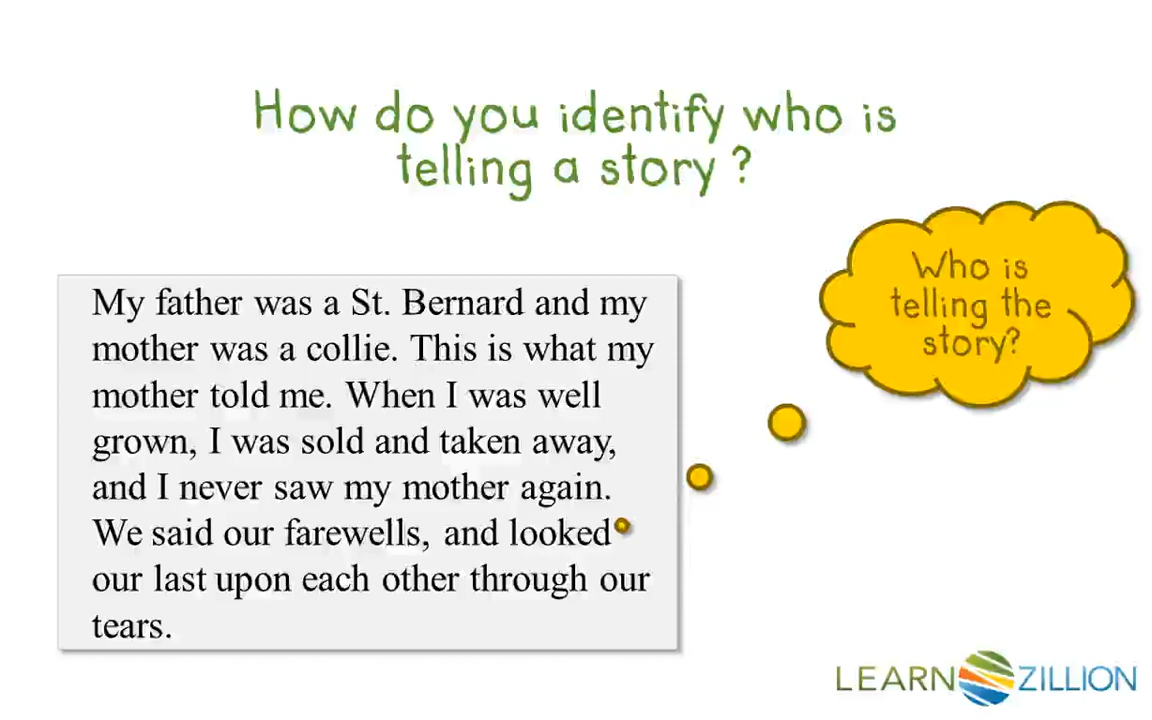 How do you identify who is
telling a story ?
Who is
telling the
story?
My father was a St. Bernard and my
mother was a collie. This is what my
mother told me. When I was well
grown, I was sold and taken away,
and I never saw my mother again.
We said our farewells, and looked
our last upon each other through our
tears.
LEARN ZILLION